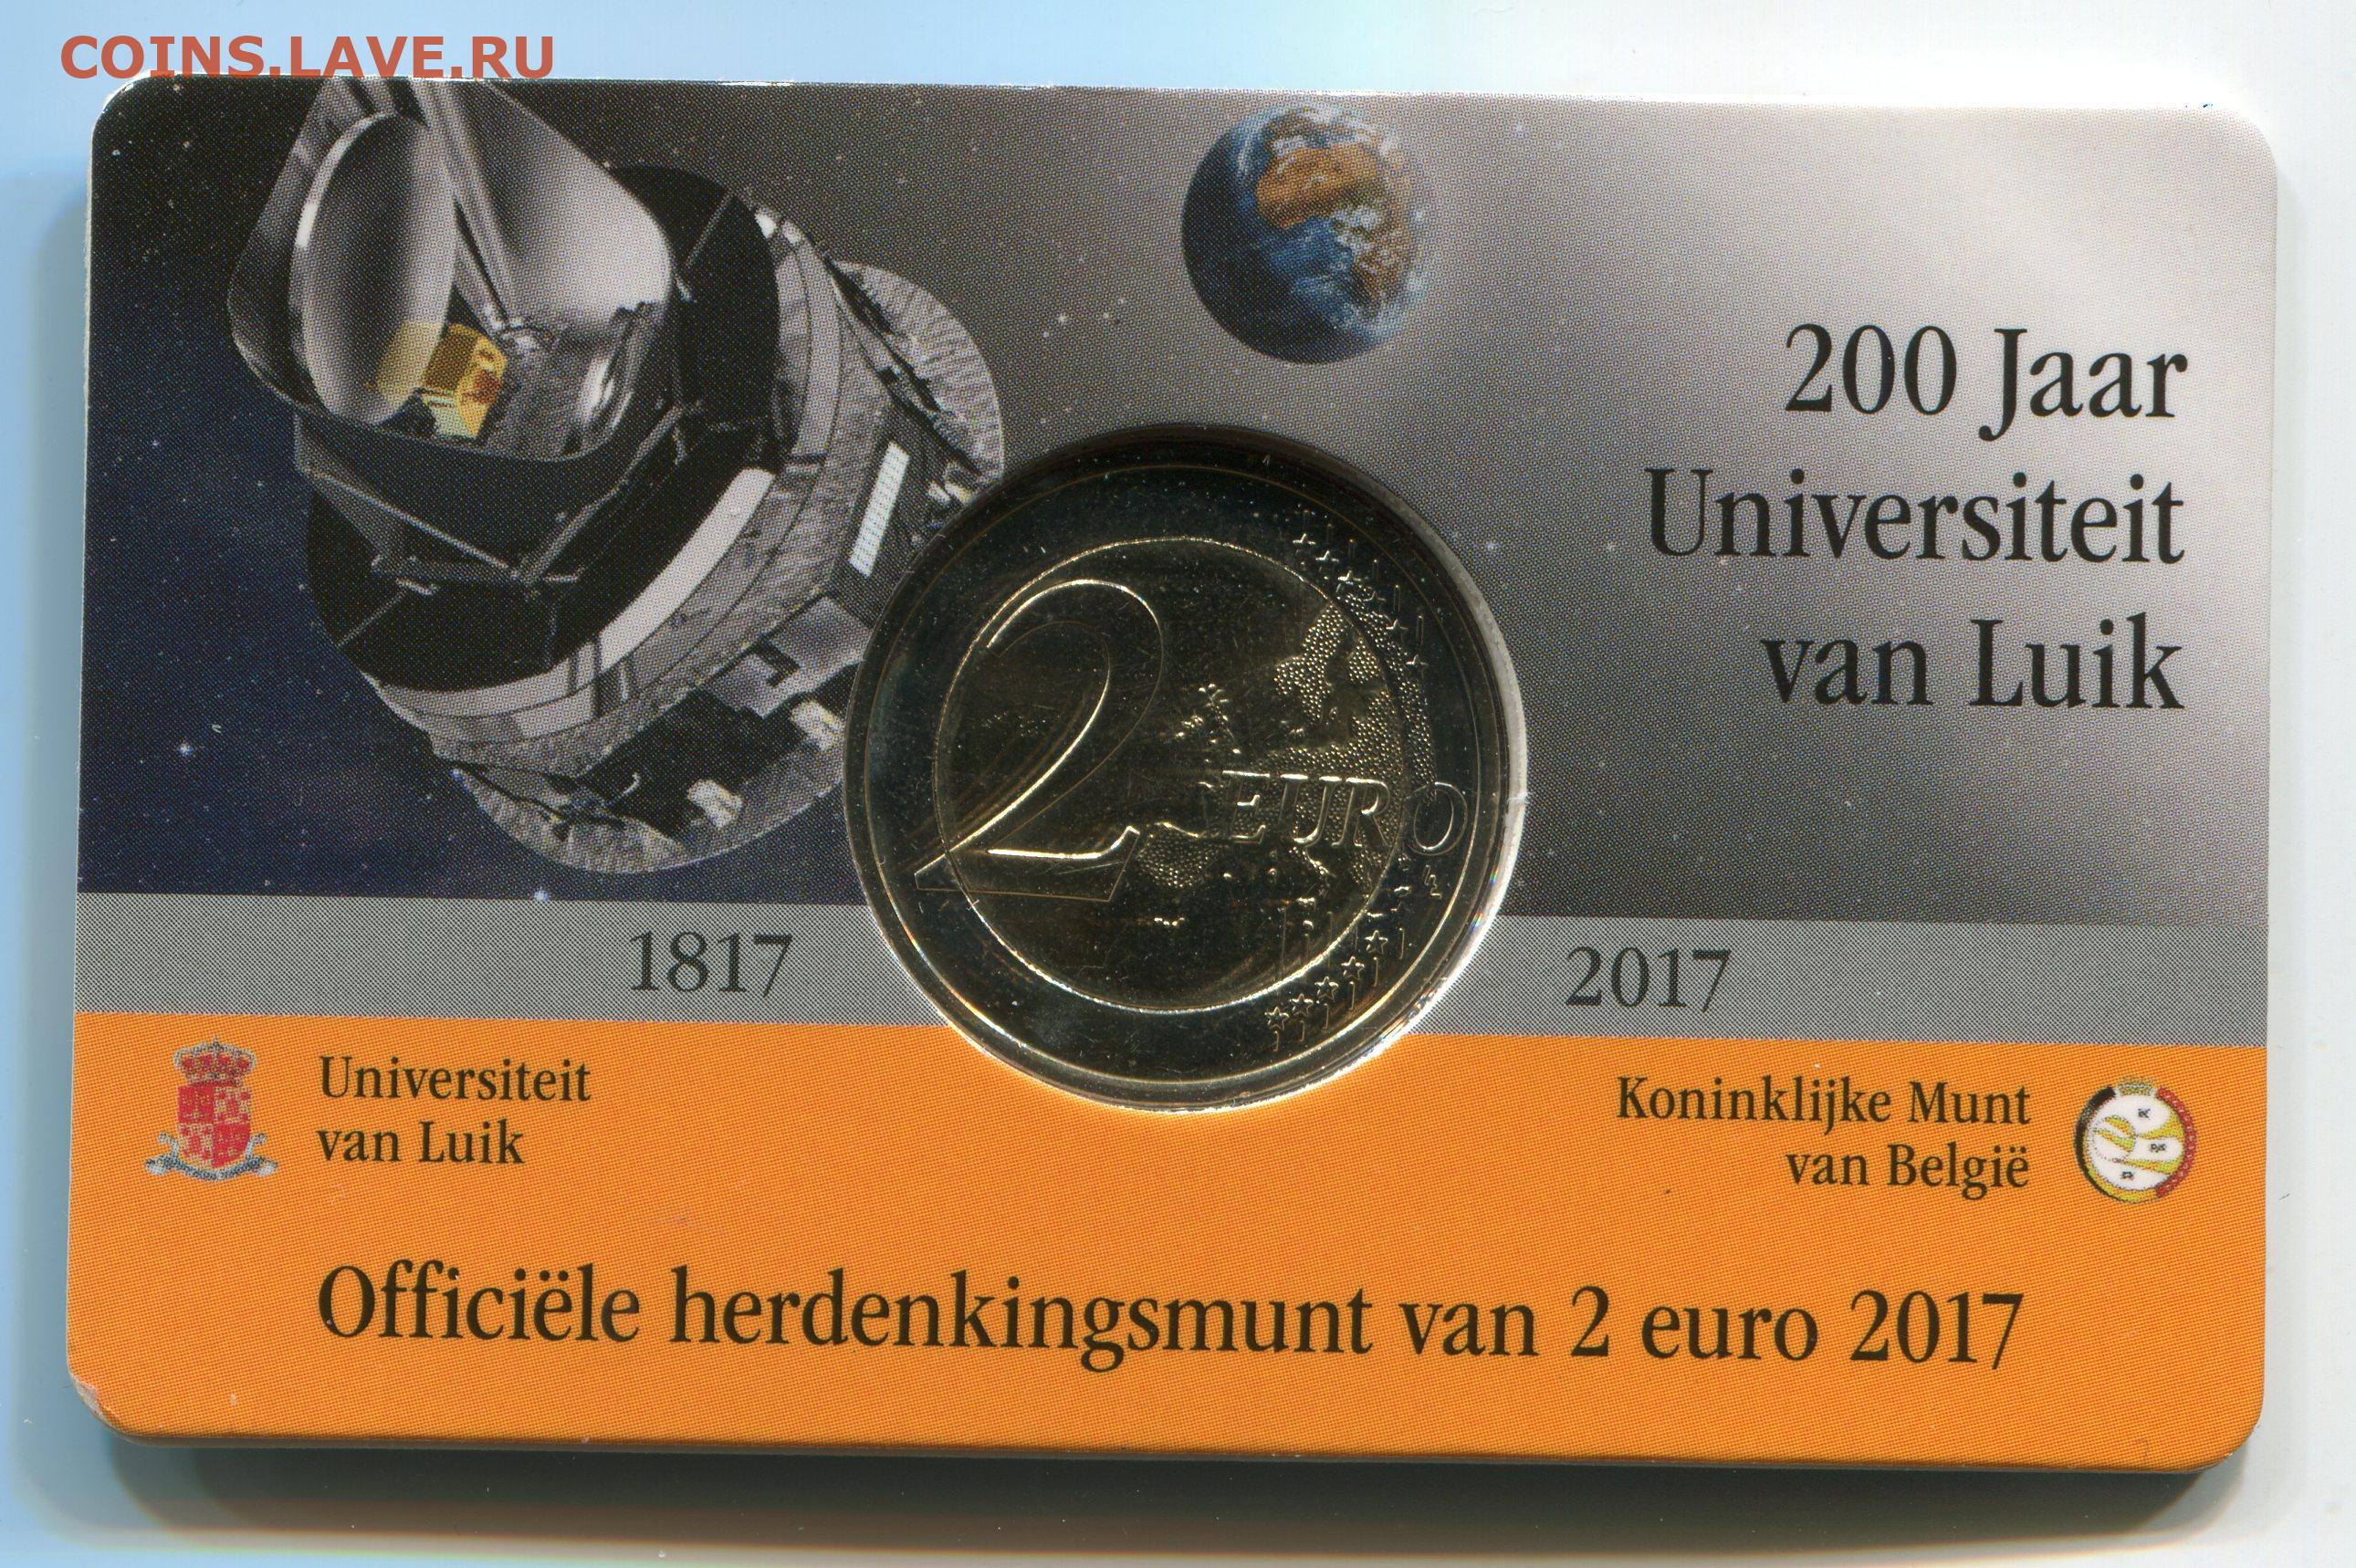 COINS.LAVE.RU
200 Jaar
Universiteit
van Luik
2 EURO
1817
2017
Universiteit
van Luik
Koninklijke Munt
van België
Officiële herdenkingsmunt van 2 euro 2017